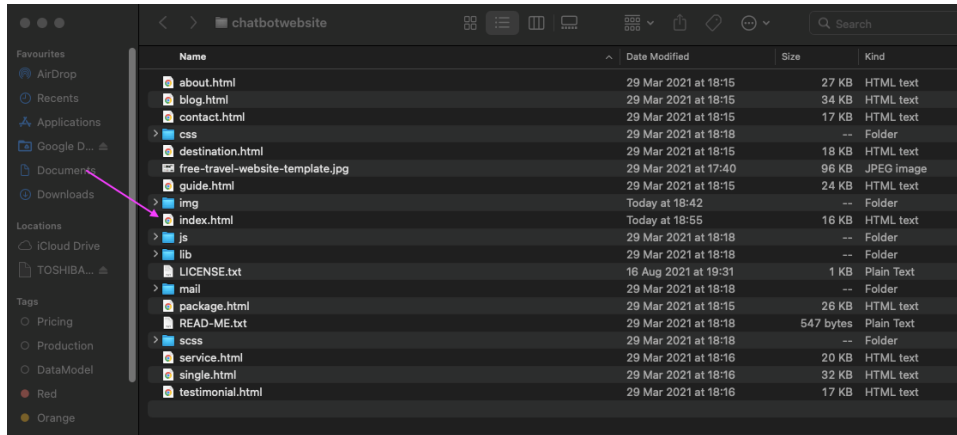 chatbotwebsite
Search
Favourites
AirDrop
Recents
Applications
Google D...
Documents
Downloads
Locations
iCloud Drive
TOSHIBA...
Tags
Pricing
Production
DataModel
Red
Orange
Name Date Modified Size Kind
about.html 29 Mar 2021 at 18:15 27 KB HTML text
blog.html 29 Mar 2021 at 18:15 34 KB HTML text
contact.html 29 Mar 2021 at 18:15 17 KB HTML text
css 29 Mar 2021 at 18:18 -- Folder
destination.html 29 Mar 2021 at 18:15 18 KB HTML text
free-travel-website-template.jpg 29 Mar 2021 at 17:40 96 KB JPEG image
guide.html 29 Mar 2021 at 18:15 24 KB HTML text
img Today at 18:42 -- Folder
index.html Today at 18:55 16 KB HTML text
js 29 Mar 2021 at 18:18 -- Folder
lib 29 Mar 2021 at 18:18 -- Folder
LICENSE.txt 16 Aug 2021 at 19:31 1 KB Plain Text
mail 29 Mar 2021 at 18:18 -- Folder
package.html 29 Mar 2021 at 18:15 26 KB HTML text
READ-ME.txt 29 Mar 2021 at 18:18 547 bytes Plain Text
scss 29 Mar 2021 at 18:18 -- Folder
service.html 29 Mar 2021 at 18:16 20 KB HTML text
single.html 29 Mar 2021 at 18:16 32 KB HTML text
testimonial.html 29 Mar 2021 at 18:16 17 KB HTML text